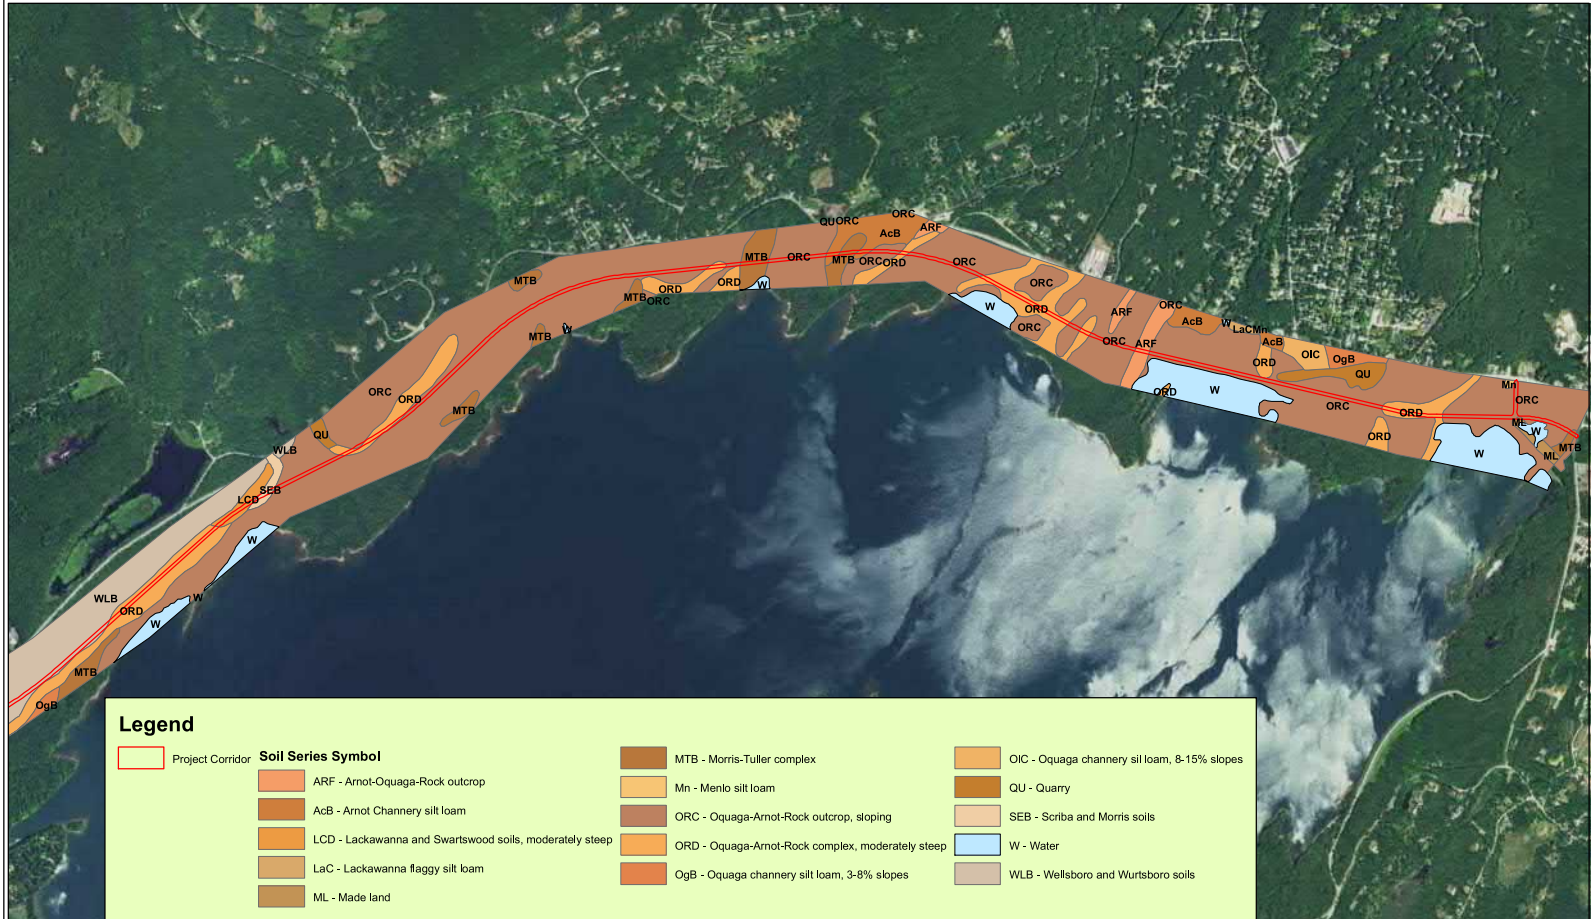 ORC
QU ORC
AcB
ARF
MTB
ORC
MTB
ORC ORD
ORC
MTB
ORD
ORD
W
MTB
ORC
ORC
W
ORD
ORC
ARF
ORC
AcB
W
LaC Mn
AcB
MTB
W
ORC
ARF
ORD
OlC
OgB
QU
ORC
ORD
MTB
ORD
W
ORC
ORD
Mn
ORC
QU
WLB
ORD
ML
W
MTB
ML
W
SEB
LCD
W
W
WLB
ORD
W
MTB
OgB
Legend
Project Corridor
Soil Series Symbol
ARF - Arnot-Oquaga-Rock outcrop
AcB - Arnot Channery silt loam
LCD - Lackawanna and Swartswood soils, moderately steep
LaC - Lackawanna flaggy silt loam
ML - Made land
MTB - Morris-Tuller complex
Mn - Menlo silt loam
ORC - Oquaga-Arnot-Rock outcrop, sloping
ORD - Oquaga-Arnot-Rock complex, moderately steep
OgB - Oquaga channery silt loam, 3-8% slopes
OlC - Oquaga channery sil loam, 8-15% slopes
QU - Quarry
SEB - Scriba and Morris soils
W - Water
WLB - Wellsboro and Wurtsboro soils